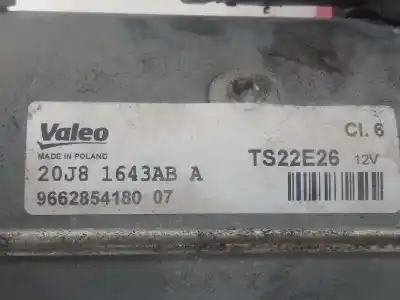 Valeo Cl. 6
MADE IN POLAND TS22E26 12V
20J8 1643AB A
9662854180 07